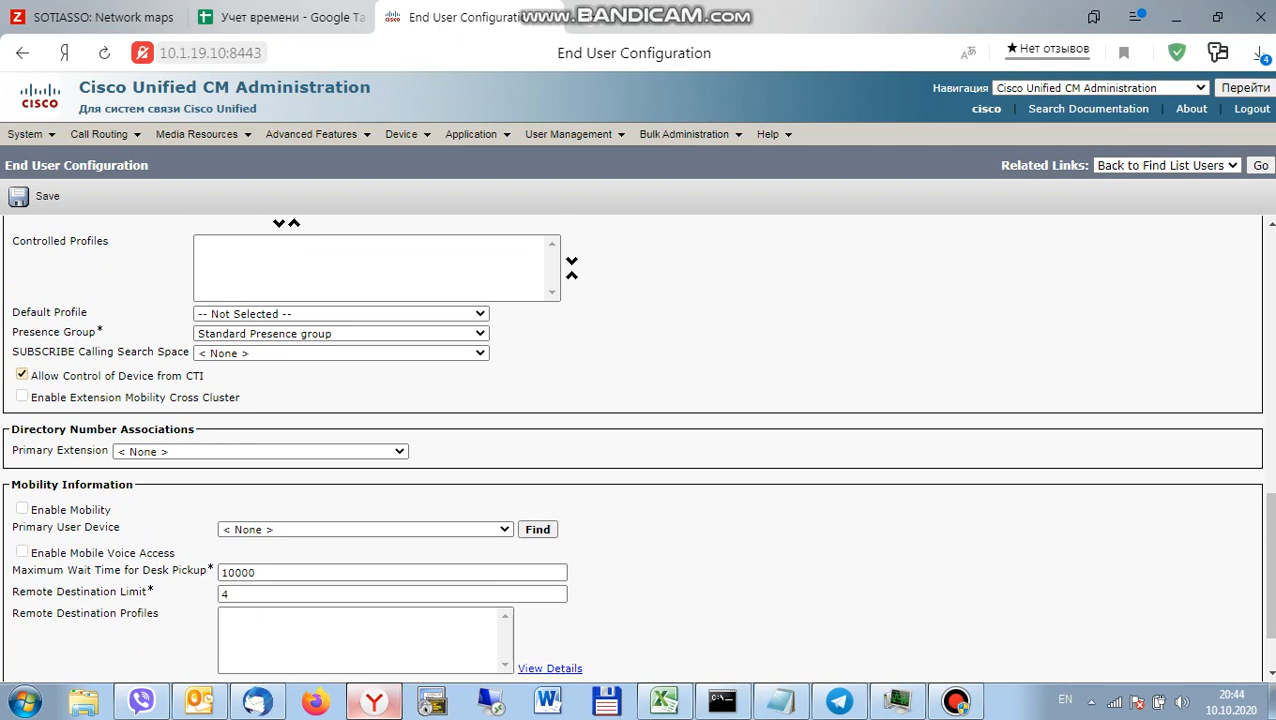 SOTIASSO: Network maps
Учет времени - Google Та
End User Configurati
WWW.BANDICAM.COM
Я
10.1.19.10:8443
End User Configuration
★ Нет отзывов
4
CISCO
Cisco Unified CM Administration
Для систем связи Cisco Unified
Навигация
Cisco Unified CM Administration
Перейти
cisco | Search Documentation | About | Logout
System
Call Routing
Media Resources
Advanced Features
Device
Application
User Management
Bulk Administration
Help
End User Configuration
Related Links:
Back to Find List Users
Go
Save
Controlled Profiles
Default Profile
-- Not Selected --
Presence Group*
Standard Presence group
SUBSCRIBE Calling Search Space
< None >
Allow Control of Device from CTI
Enable Extension Mobility Cross Cluster
Directory Number Associations
Primary Extension
< None >
Mobility Information
Enable Mobility
Primary User Device
< None >
Find
Enable Mobile Voice Access
Maximum Wait Time for Desk Pickup*
10000
Remote Destination Limit*
4
Remote Destination Profiles
View Details
EN
20:44
10.10.2020